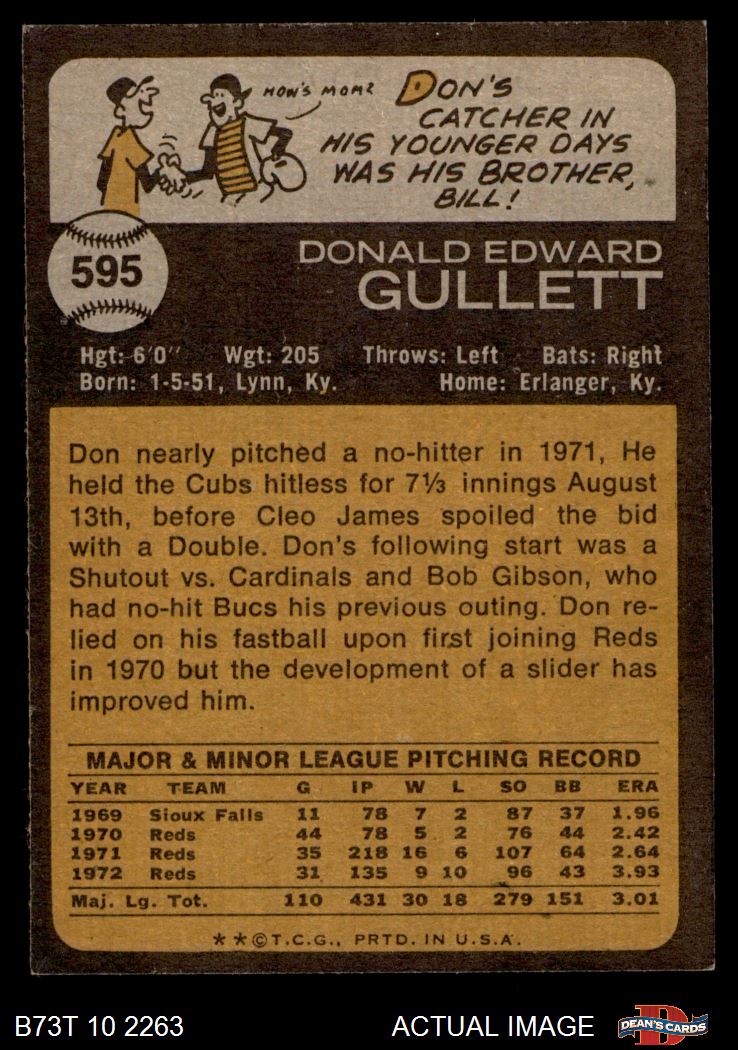 HOW'S MOM?
DON'S
CATCHER IN
HIS YOUNGER DAYS
WAS HIS BROTHER,
BILL!
595
DONALD EDWARD
GULLETT
Hgt: 6'0" Wgt: 205 Throws: Left Bats: Right
Born: 1-5-51, Lynn, Ky. Home: Erlanger, Ky.
Don nearly pitched a no-hitter in 1971, He
held the Cubs hitless for 7⅓ innings August
13th, before Cleo James spoiled the bid
with a Double. Don's following start was a
Shutout vs. Cardinals and Bob Gibson, who
had no-hit Bucs his previous outing. Don re-
lied on his fastball upon first joining Reds
in 1970 but the development of a slider has
improved him.
MAJOR & MINOR LEAGUE PITCHING RECORD
YEAR TEAM G IP W L SO BB ERA
1969 Sioux Falls 11 78 7 2 87 37 1.96
1970 Reds 44 78 5 2 76 44 2.42
1971 Reds 35 218 16 6 107 64 2.64
1972 Reds 31 135 9 10 96 43 3.93
Maj. Lg. Tot. 110 431 30 18 279 151 3.01
**©T.C.G., PRTD. IN U.S.A.
B73T 10 2263 ACTUAL IMAGE D DEAN'S CARDS